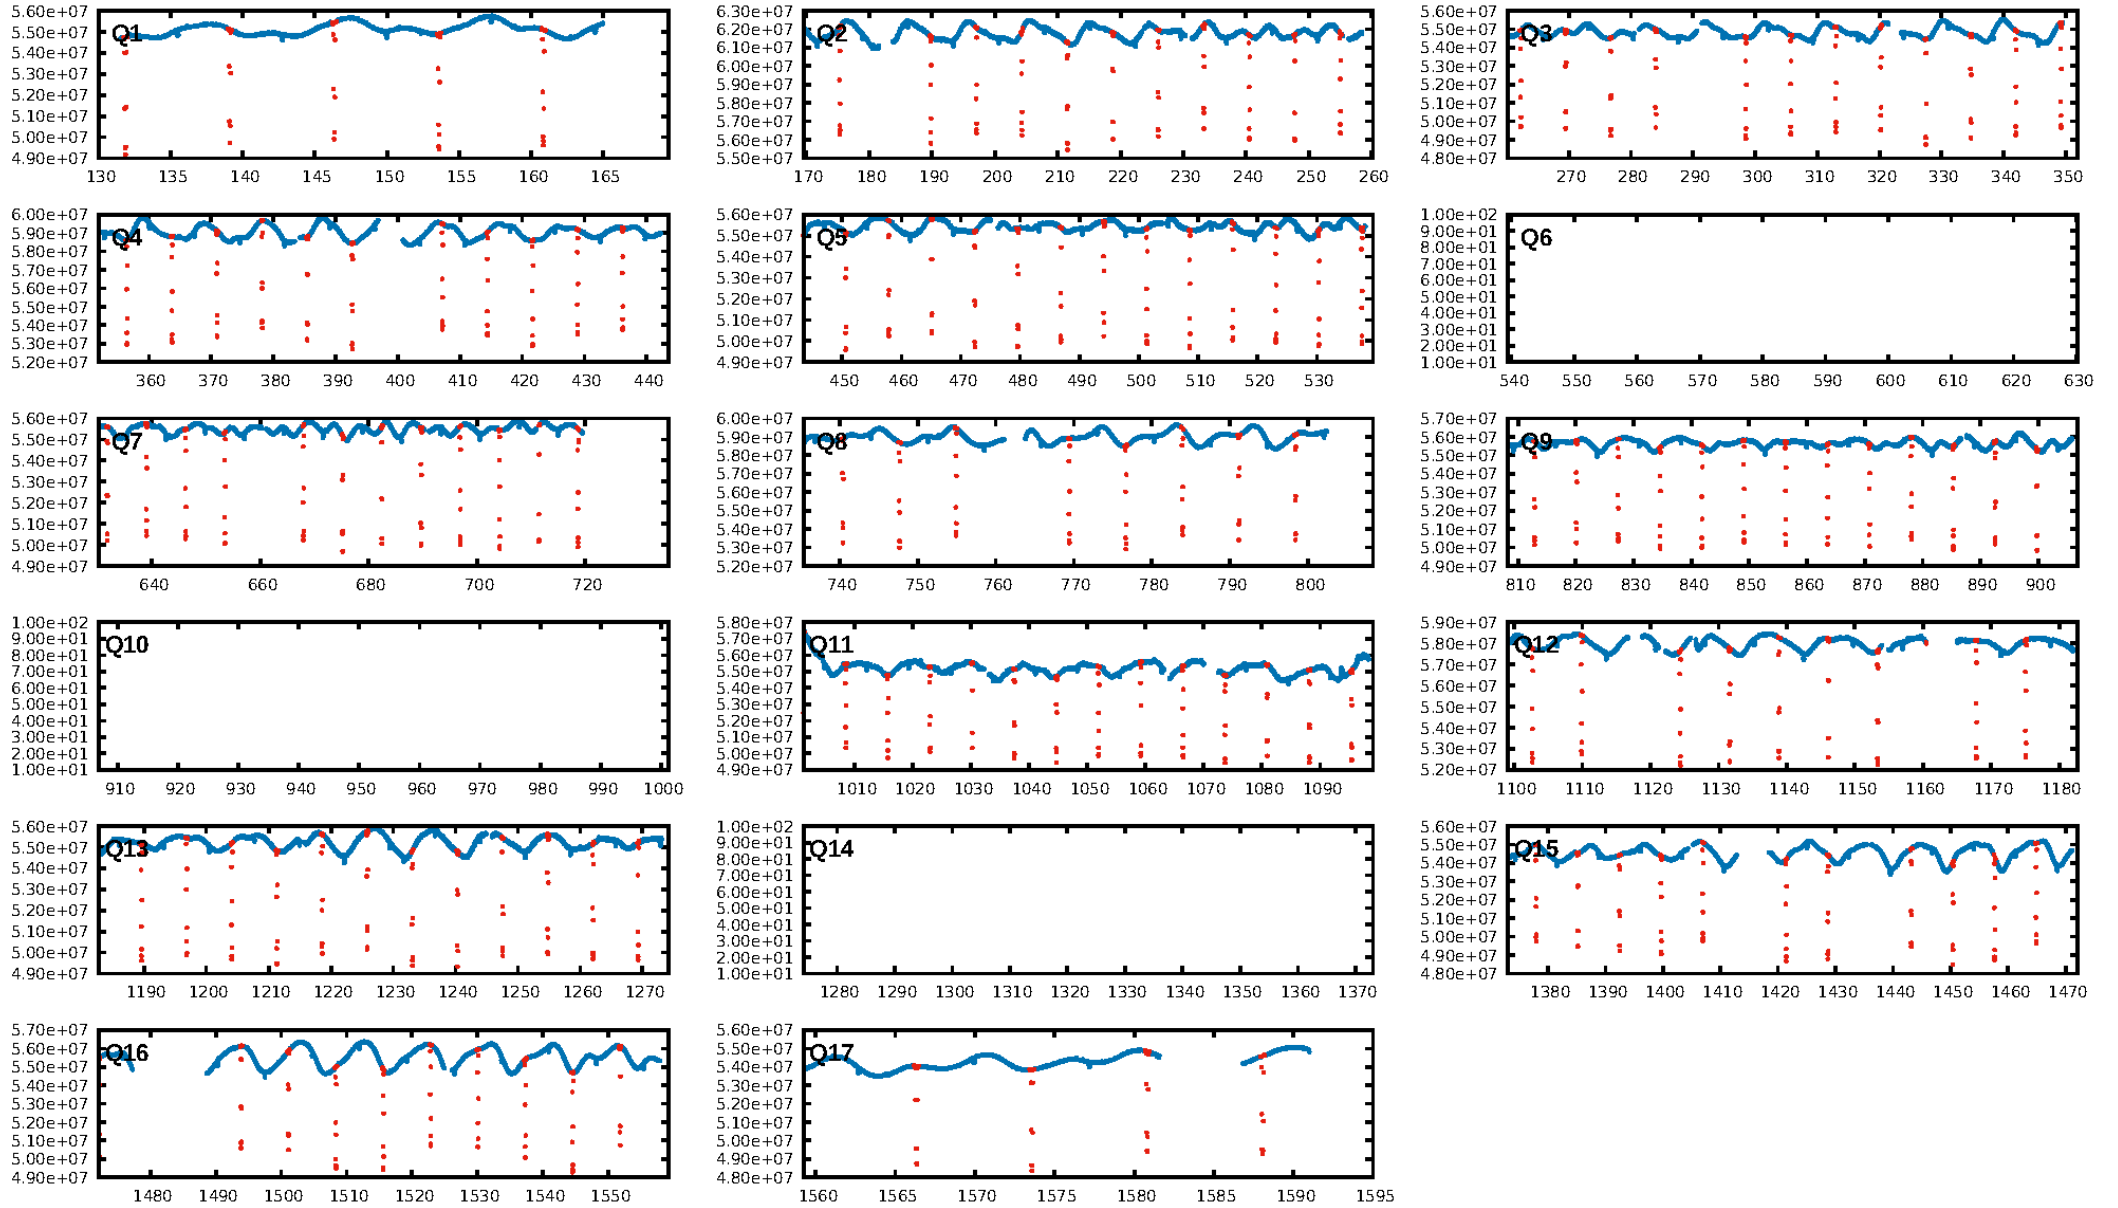 5.60e+07 5.50e+07 5.40e+07 5.30e+07 5.20e+07 5.10e+07 5.00e+07 4.90e+07
Q1
130 135 140 145 150 155 160 165
6.30e+07 6.20e+07 6.10e+07 6.00e+07 5.90e+07 5.80e+07 5.70e+07 5.60e+07 5.50e+07
Q2
170 180 190 200 210 220 230 240 250 260
5.60e+07 5.50e+07 5.40e+07 5.30e+07 5.20e+07 5.10e+07 5.00e+07 4.90e+07 4.80e+07
Q3
270 280 290 300 310 320 330 340 350
6.00e+07 5.90e+07 5.80e+07 5.70e+07 5.60e+07 5.50e+07 5.40e+07 5.30e+07 5.20e+07
Q4
360 370 380 390 400 410 420 430 440
5.60e+07 5.50e+07 5.40e+07 5.30e+07 5.20e+07 5.10e+07 5.00e+07 4.90e+07
Q5
450 460 470 480 490 500 510 520 530
1.00e+02 9.00e+01 8.00e+01 7.00e+01 6.00e+01 5.00e+01 4.00e+01 3.00e+01 2.00e+01 1.00e+01
Q6
540 550 560 570 580 590 600 610 620 630
5.60e+07 5.50e+07 5.40e+07 5.30e+07 5.20e+07 5.10e+07 5.00e+07 4.90e+07
Q7
640 660 680 700 720
6.00e+07 5.90e+07 5.80e+07 5.70e+07 5.60e+07 5.50e+07 5.40e+07 5.30e+07 5.20e+07
Q8
740 750 760 770 780 790 800
5.70e+07 5.60e+07 5.50e+07 5.40e+07 5.30e+07 5.20e+07 5.10e+07 5.00e+07 4.90e+07
Q9
810 820 830 840 850 860 870 880 890 900
1.00e+02 9.00e+01 8.00e+01 7.00e+01 6.00e+01 5.00e+01 4.00e+01 3.00e+01 2.00e+01 1.00e+01
Q10
910 920 930 940 950 960 970 980 990 1000
5.80e+07 5.70e+07 5.60e+07 5.50e+07 5.40e+07 5.30e+07 5.20e+07 5.10e+07 5.00e+07 4.90e+07
Q11
1010 1020 1030 1040 1050 1060 1070 1080 1090
5.90e+07 5.80e+07 5.70e+07 5.60e+07 5.50e+07 5.40e+07 5.30e+07 5.20e+07
Q12
1100 1110 1120 1130 1140 1150 1160 1170 1180
5.60e+07 5.50e+07 5.40e+07 5.30e+07 5.20e+07 5.10e+07 5.00e+07 4.90e+07
Q13
1190 1200 1210 1220 1230 1240 1250 1260 1270
1.00e+02 9.00e+01 8.00e+01 7.00e+01 6.00e+01 5.00e+01 4.00e+01 3.00e+01 2.00e+01 1.00e+01
Q14
1280 1290 1300 1310 1320 1330 1340 1350 1360 1370
5.60e+07 5.50e+07 5.40e+07 5.30e+07 5.20e+07 5.10e+07 5.00e+07 4.90e+07 4.80e+07
Q15
1380 1390 1400 1410 1420 1430 1440 1450 1460 1470
5.70e+07 5.60e+07 5.50e+07 5.40e+07 5.30e+07 5.20e+07 5.10e+07 5.00e+07 4.90e+07
Q16
1480 1490 1500 1510 1520 1530 1540 1550
5.60e+07 5.50e+07 5.40e+07 5.30e+07 5.20e+07 5.10e+07 5.00e+07 4.90e+07 4.80e+07
Q17
1560 1565 1570 1575 1580 1585 1590 1595